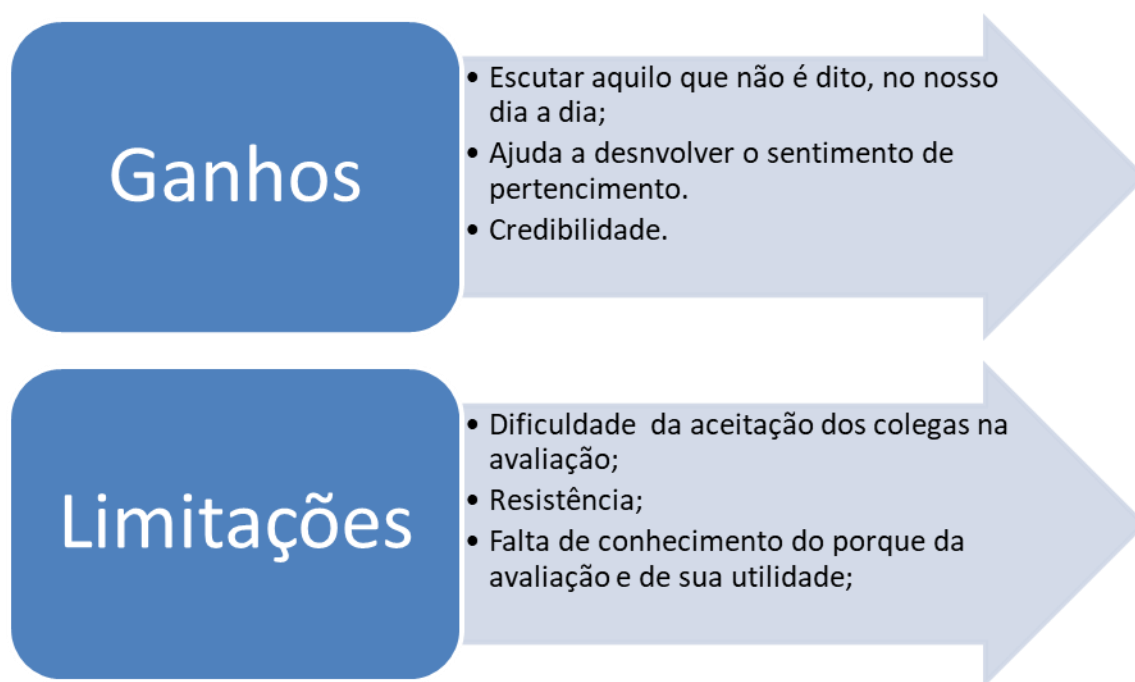 Ganhos
• Escutar aquilo que não é dito, no nosso
dia a dia;
• Ajuda a desnvolver o sentimento de
pertencimento.
• Credibilidade.
Limitações
• Dificuldade  da aceitação dos colegas na
avaliação;
• Resistência;
• Falta de conhecimento do porque da
avaliação e de sua utilidade;